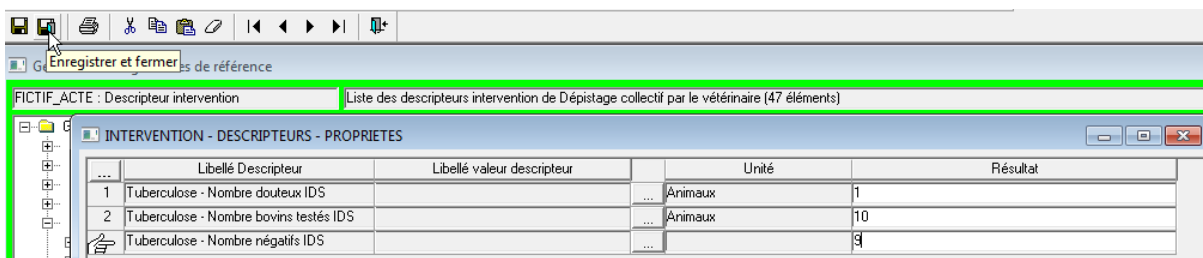 Enregistrer et fermer
es de référence
FICTIF_ACTE : Descripteur intervention Liste des descripteurs intervention de Dépistage collectif par le vétérinaire (47 éléments)
INTERVENTION - DESCRIPTEURS - PROPRIETES
... Libellé Descripteur Libellé valeur descripteur Unité Résultat
1 Tuberculose - Nombre douteux IDS ... Animaux 1
2 Tuberculose - Nombre bovins testés IDS ... Animaux 10
Tuberculose - Nombre négatifs IDS ... 9